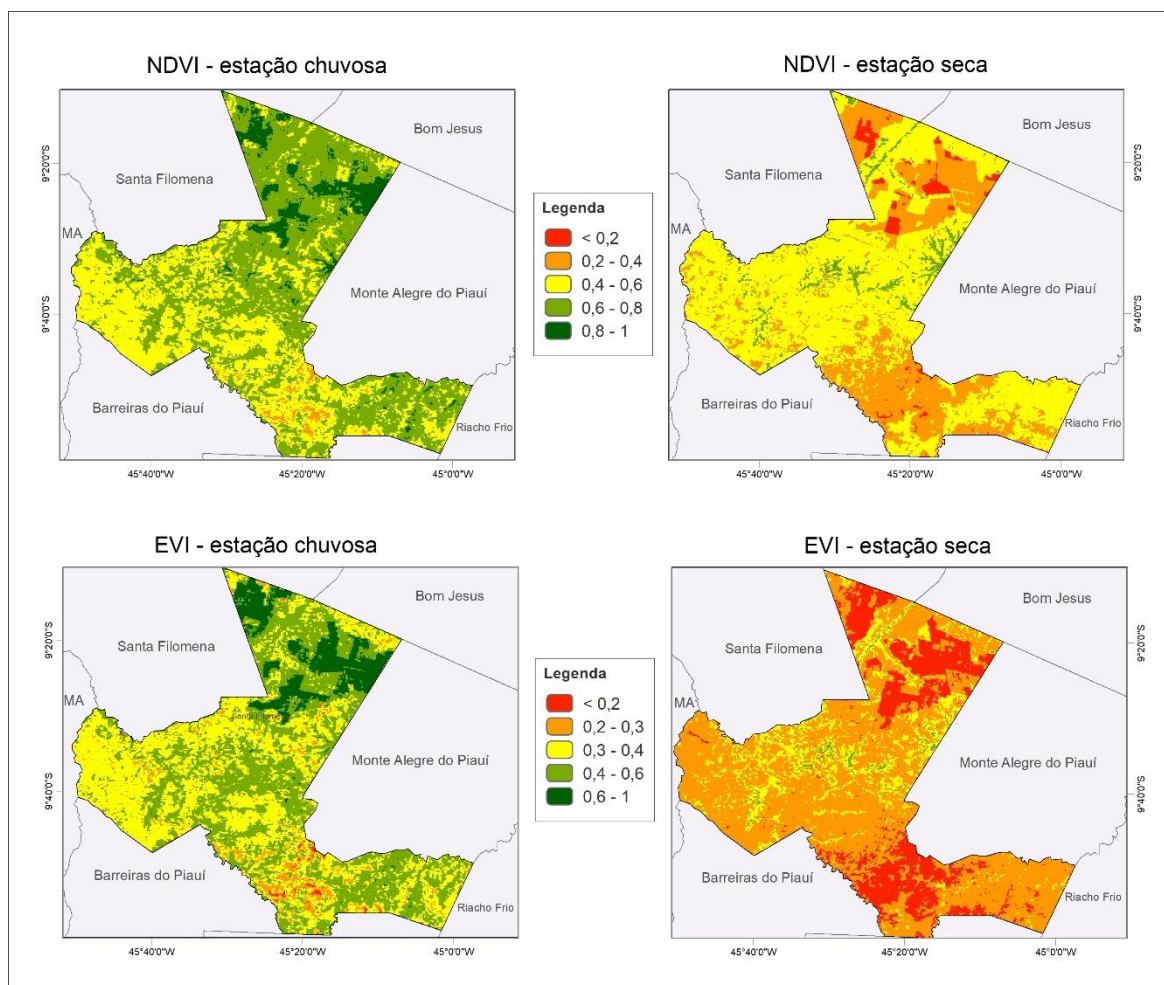 NDVI - estação chuvosa
Bom Jesus
9°20'0"S
Santa Filomena
MA
Monte Alegre do Piauí
9°40'0"S
Barreiras do Piauí
Riacho Frio
45°40'0"W
45°20'0"W
45°0'0"W
Legenda
< 0,2
0,2 - 0,4
0,4 - 0,6
0,6 - 0,8
0,8 - 1
NDVI - estação seca
Bom Jesus
Santa Filomena
9°20'0"S
MA
Monte Alegre do Piauí
9°40'0"S
Barreiras do Piauí
Riacho Frio
45°40'0"W
45°20'0"W
45°0'0"W
EVI - estação chuvosa
Bom Jesus
9°20'0"S
Santa Filomena
MA
Monte Alegre do Piauí
9°40'0"S
Barreiras do Piauí
Riacho Frio
45°40'0"W
45°20'0"W
45°0'0"W
Legenda
< 0,2
0,2 - 0,3
0,3 - 0,4
0,4 - 0,6
0,6 - 1
EVI - estação seca
Bom Jesus
9°20'0"S
Santa Filomena
MA
Monte Alegre do Piauí
9°40'0"S
Barreiras do Piauí
Riacho Frio
45°40'0"W
45°20'0"W
45°0'0"W